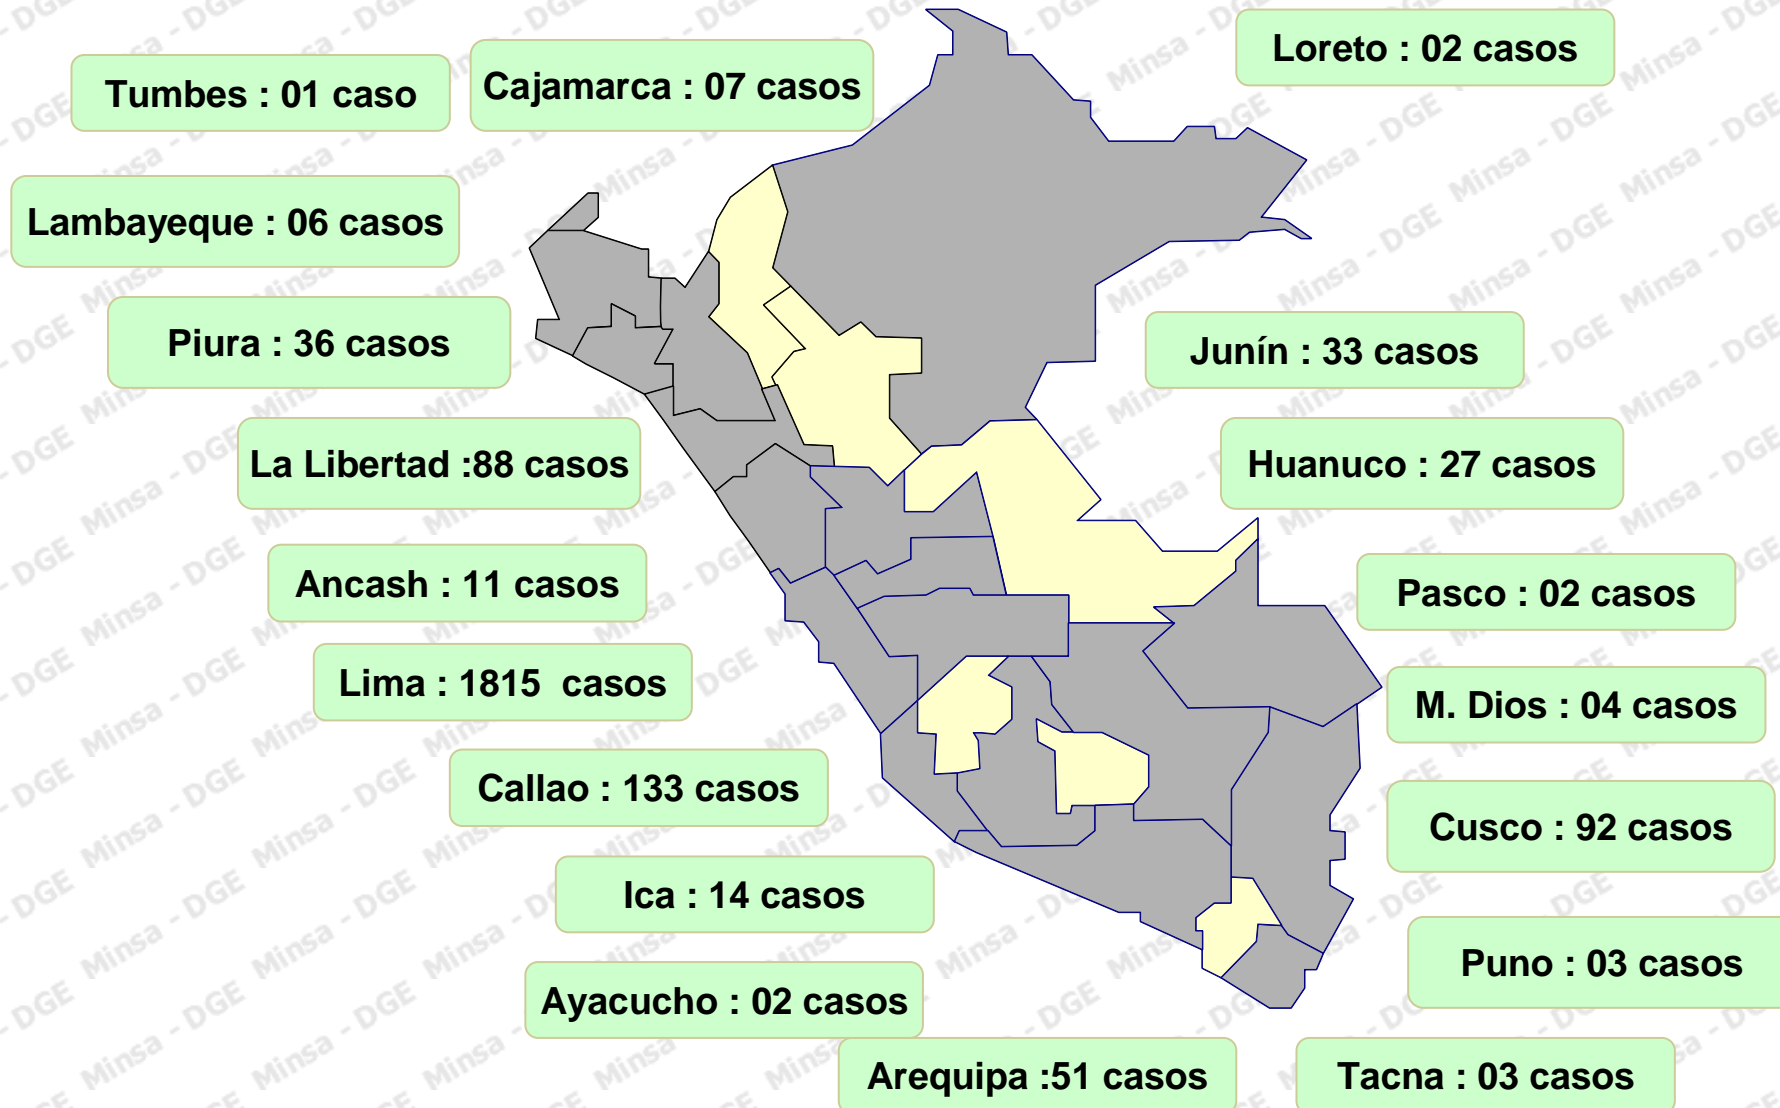 Tumbes : 01 caso
Cajamarca : 07 casos
Loreto : 02 casos
Lambayeque : 06 casos
Piura : 36 casos
Junín : 33 casos
La Libertad :88 casos
Huanuco : 27 casos
Ancash : 11 casos
Pasco : 02 casos
Lima : 1815 casos
M. Dios : 04 casos
Callao : 133 casos
Cusco : 92 casos
Ica : 14 casos
Puno : 03 casos
Ayacucho : 02 casos
Arequipa :51 casos
Tacna : 03 casos
Minsa - DGE